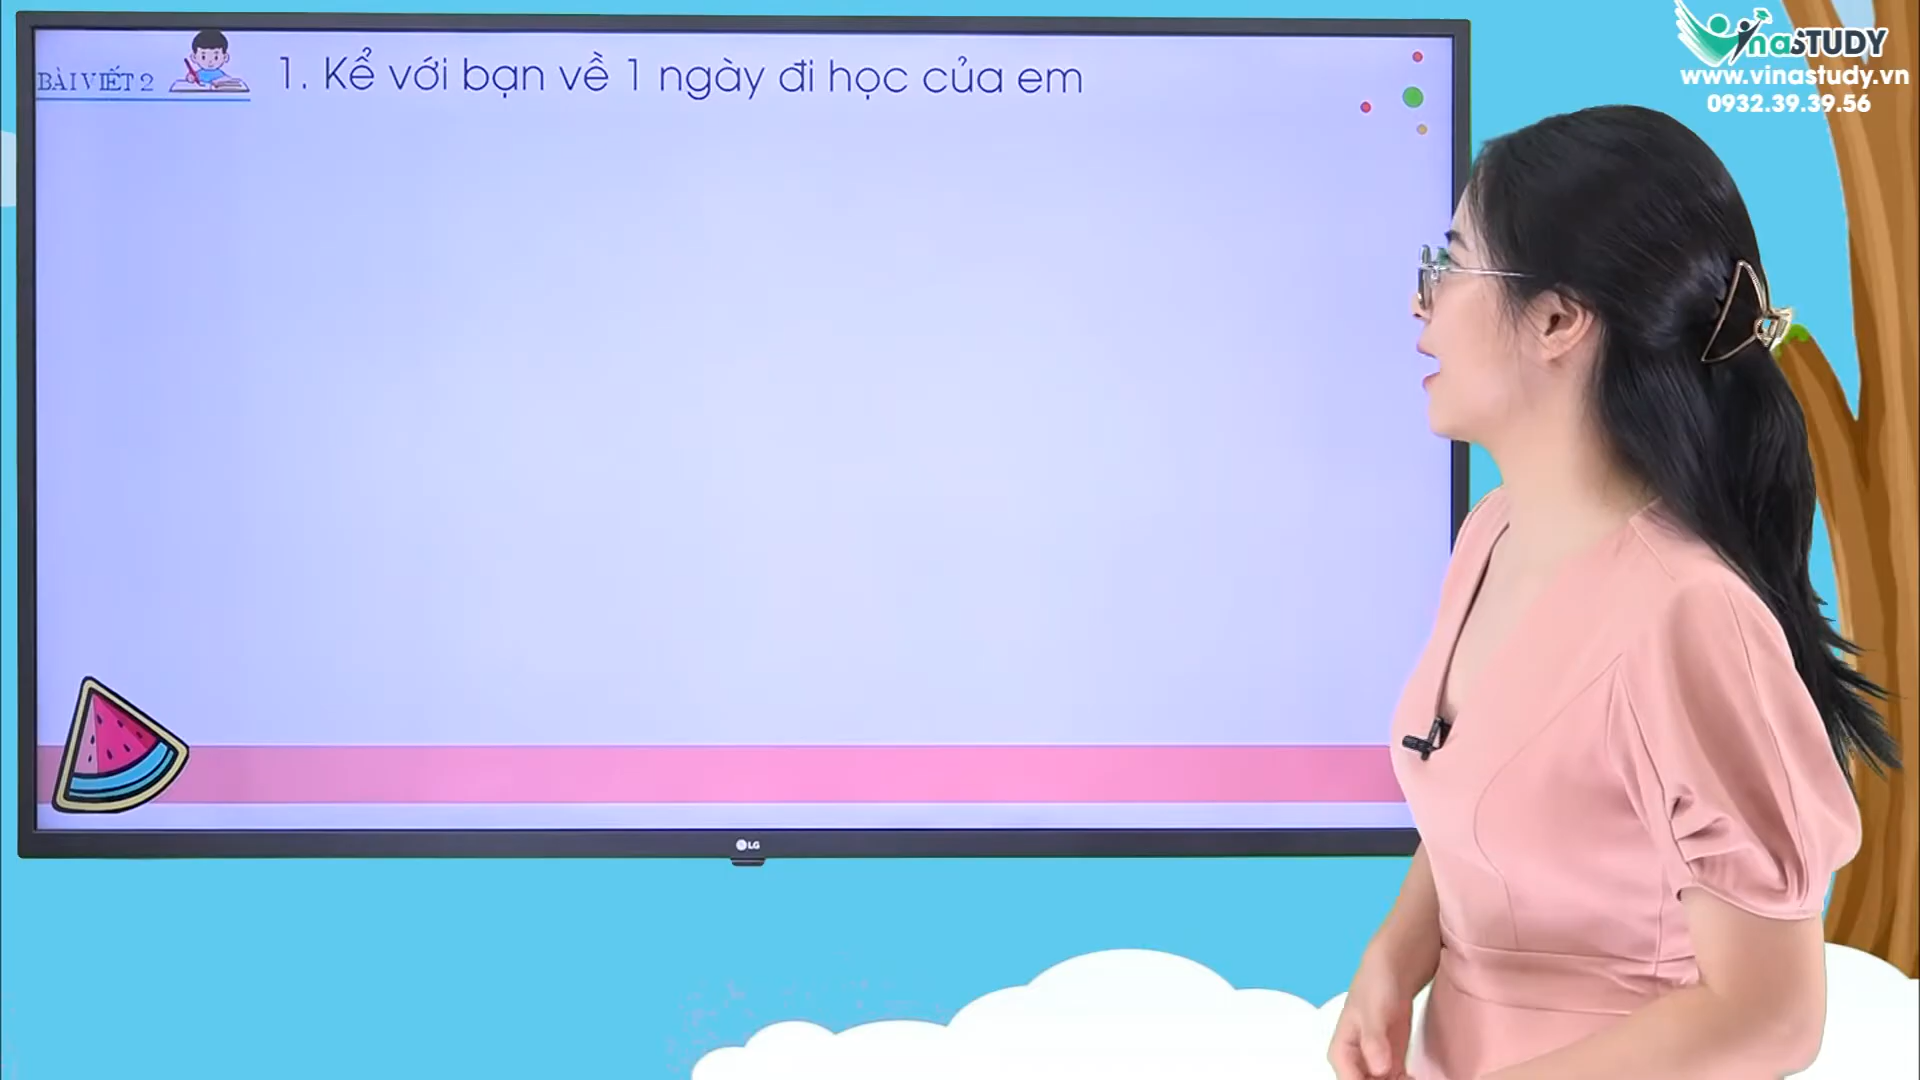 BÀI VIẾT 2
1. Kể với bạn về 1 ngày đi học của em
VinaSTUDY
www.vinastudy.vn
0932.39.39.56
LG